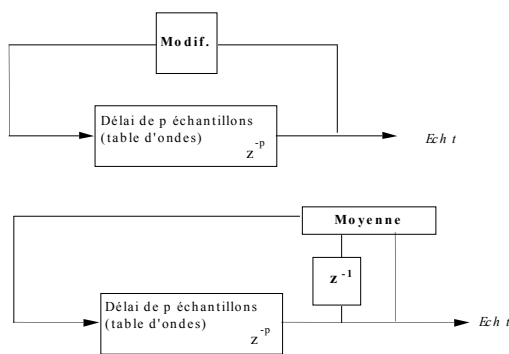 Modif.
Délai de p échantillons
(table d'ondes)
z^-p
Ech t
Moyenne
z^-1
Délai de p échantillons
(table d'ondes)
z^-p
Ech t